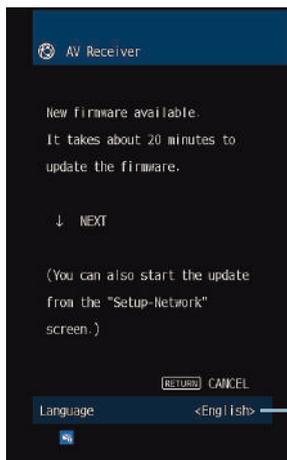 AV Receiver
New firmware available.
It takes about 20 minutes to
update the firmware.
↓ NEXT
(You can also start the update
from the "Setup-Network"
screen.)
RETURN CANCEL
Language <English>